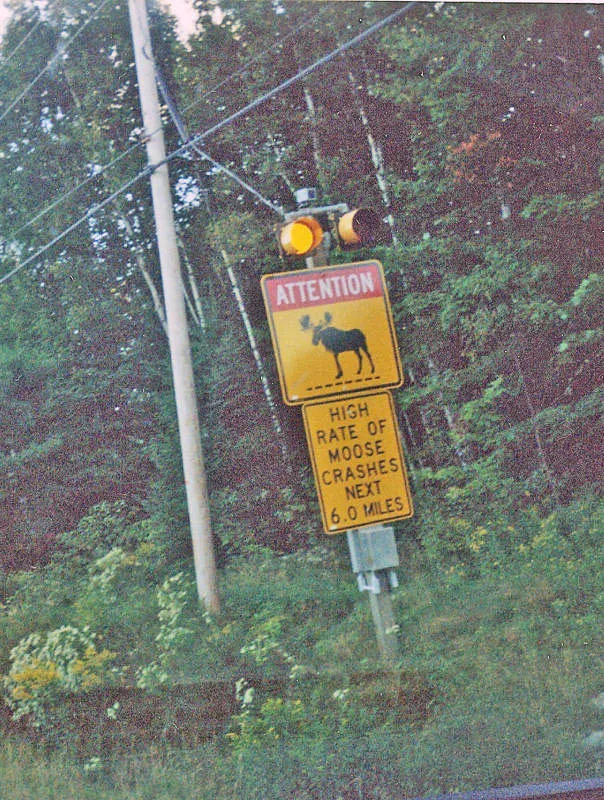 ATTENTION
HIGH
RATE OF
MOOSE
CRASHES
NEXT
6.0 MILES